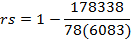 rs = 1 − 178338 / 78(6083)